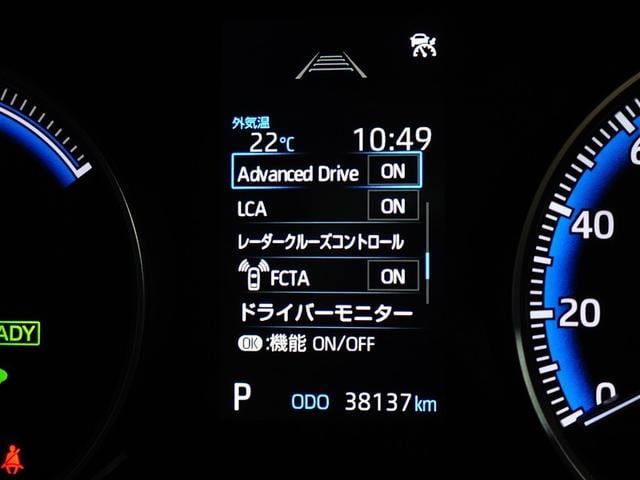 外気温
22℃ 10:49
Advanced Drive ON
LCA ON
レーダークルーズコントロール
FCTA ON
ドライバーモニター
OK:機能 ON/OFF
P ODO 38137km
ADY
6
40
20
0